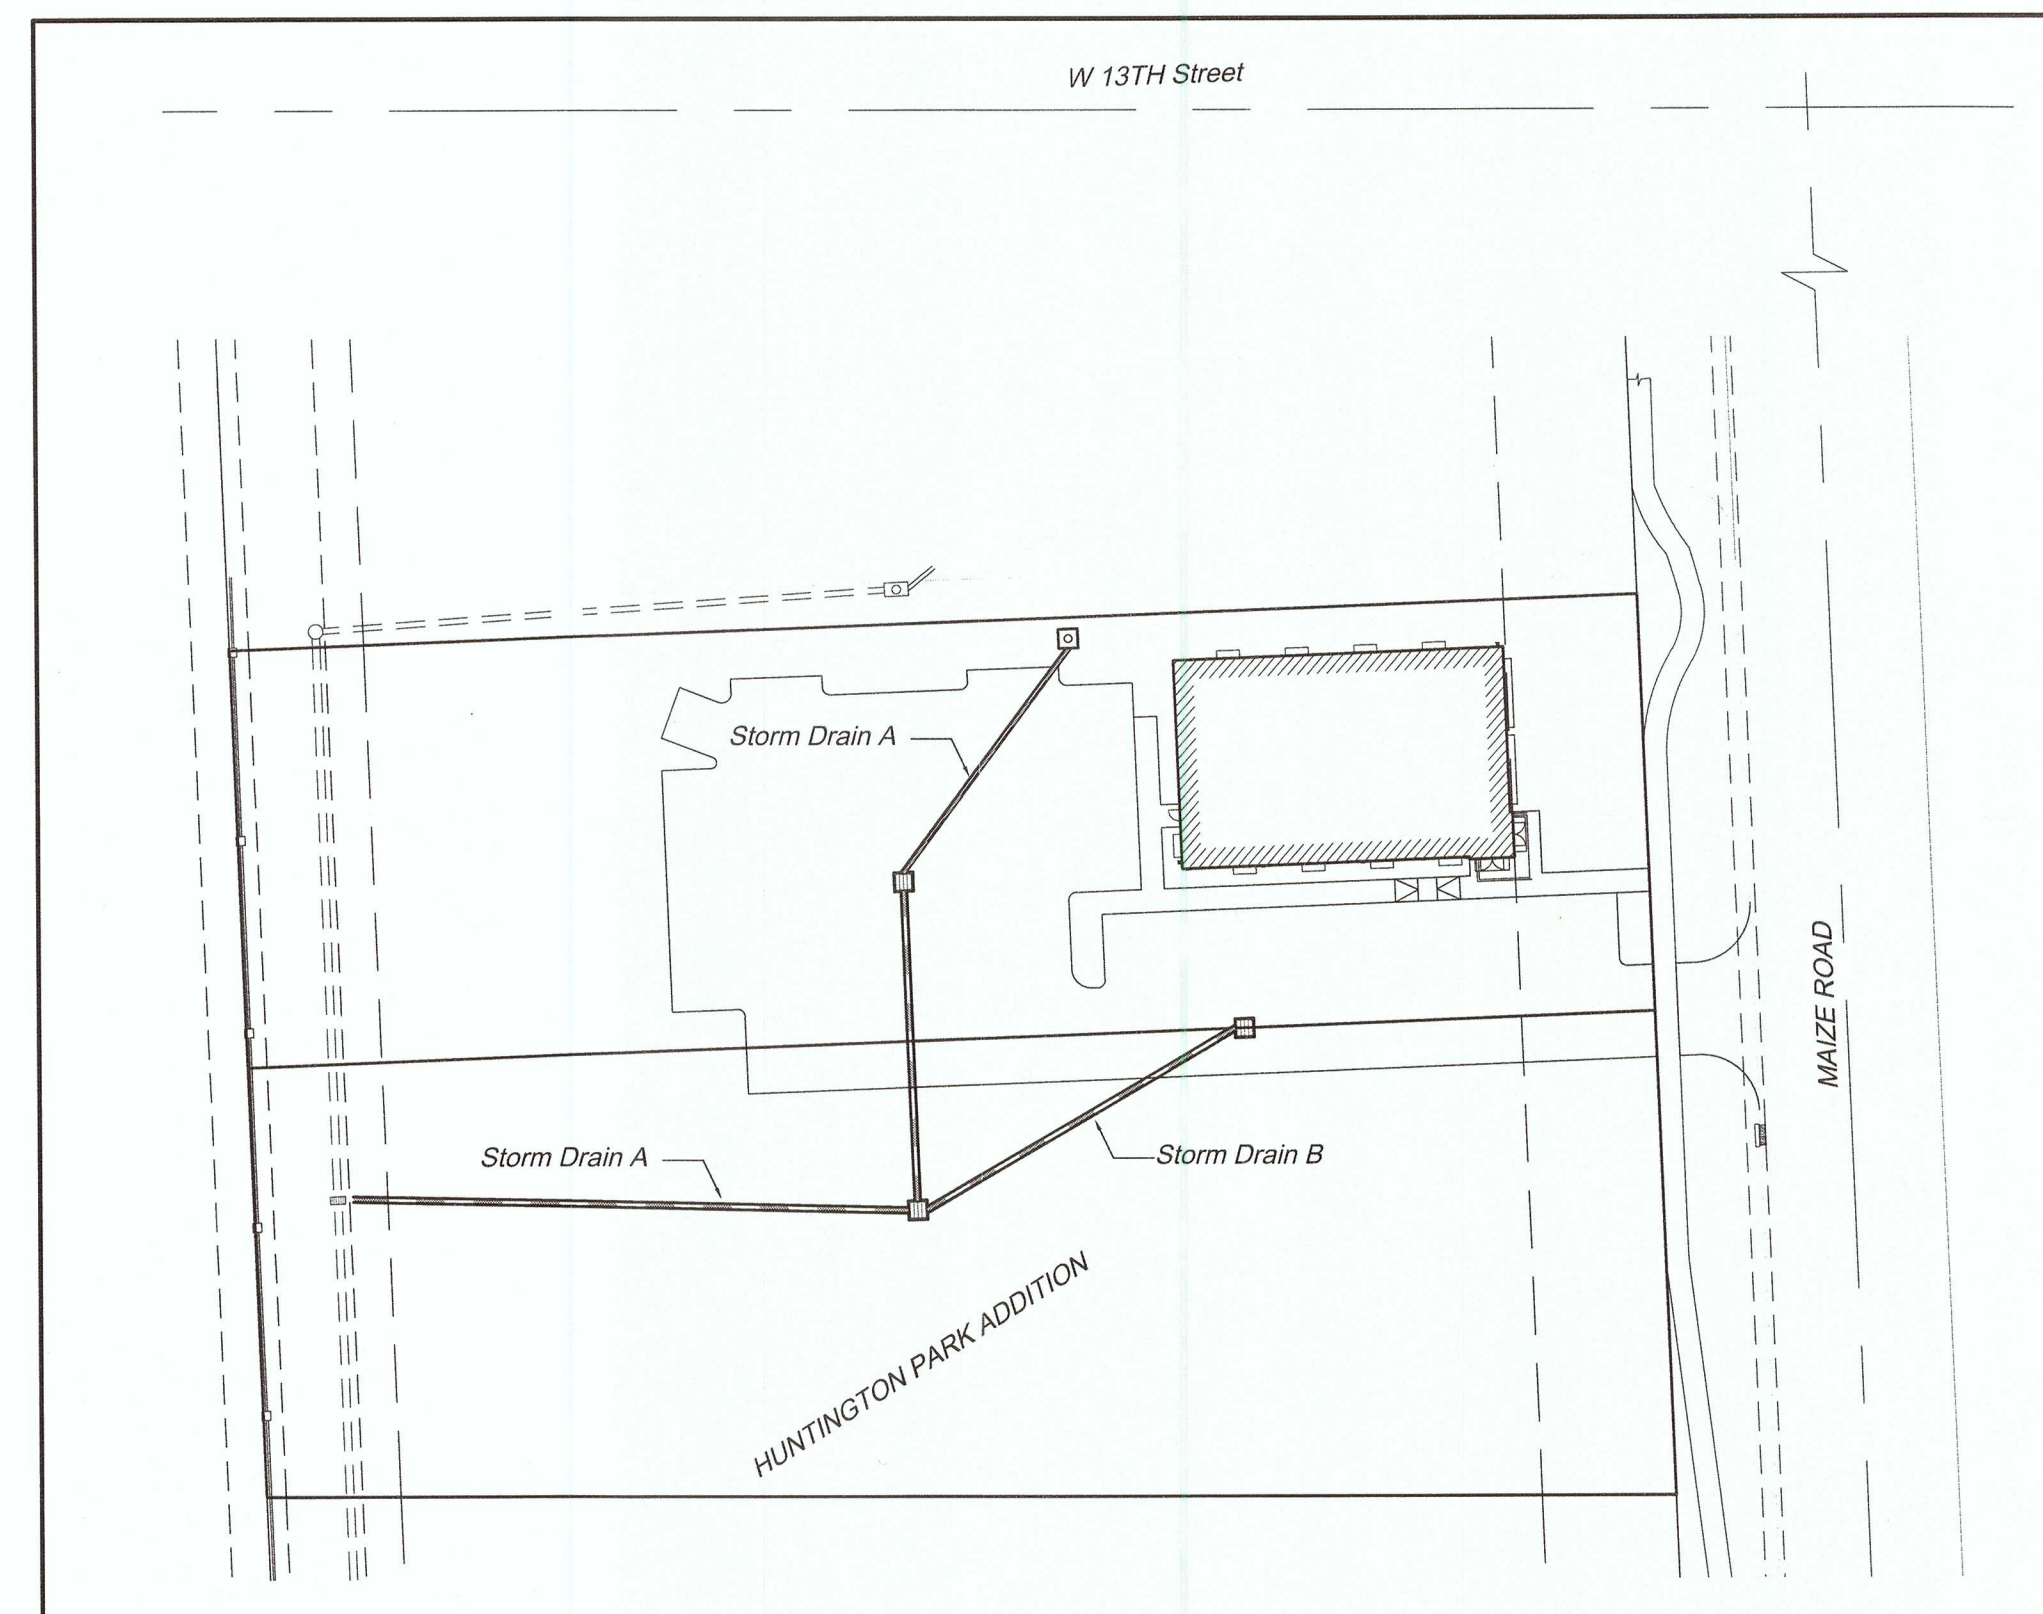 W 13TH Street
Storm Drain A
MAIZE ROAD
Storm Drain A
Storm Drain B
HUNTINGTON PARK ADDITION